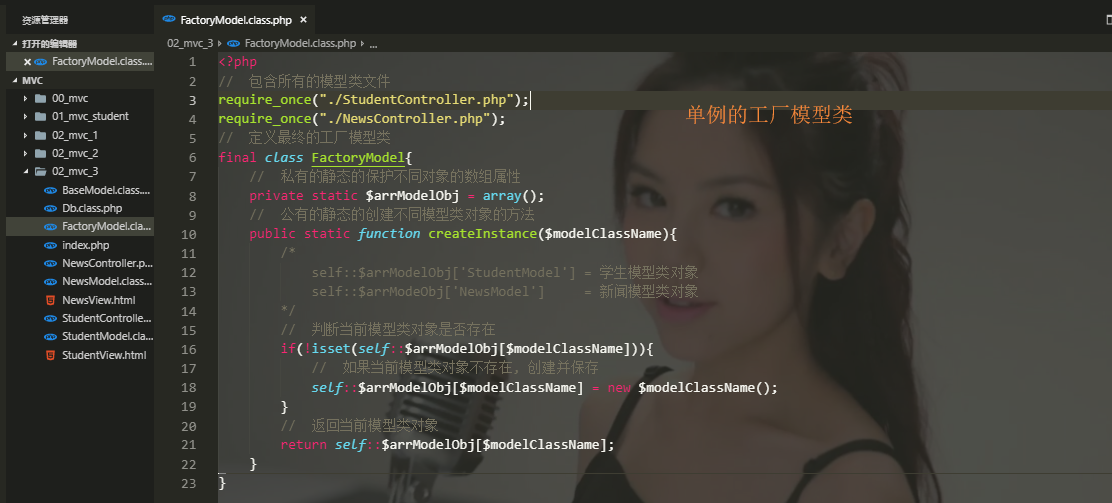 资源管理器
打开的编辑器
FactoryModel.class....
MVC
00_mvc
01_mvc_student
02_mvc_1
02_mvc_2
02_mvc_3
BaseModel.class....
Db.class.php
FactoryModel.cla...
index.php
NewsController.p...
NewsModel.class...
NewsView.html
StudentControlle...
StudentModel.cla...
StudentView.html
FactoryModel.class.php
02_mvc_3 › FactoryModel.class.php › ...
1 <?php
2 // 包含所有的模型类文件
3 require_once("./StudentController.php");
单例的工厂模型类
4 require_once("./NewsController.php");
5 // 定义最终的工厂模型类
6 final class FactoryModel{
7 // 私有的静态的保护不同对象的数组属性
8 private static $arrModelObj = array();
9 // 公有的静态的创建不同模型类对象的方法
10 public static function createInstance($modelClassName){
11 /*
12 self::$arrModelObj['StudentModel'] = 学生模型类对象
13 self::$arrModeObj['NewsModel'] = 新闻模型类对象
14 */
15 // 判断当前模型类对象是否存在
16 if(!isset(self::$arrModelObj[$modelClassName])){
17 // 如果当前模型类对象不存在, 创建并保存
18 self::$arrModelObj[$modelClassName] = new $modelClassName();
19 }
20 // 返回当前模型类对象
21 return self::$arrModelObj[$modelClassName];
22 }
23 }